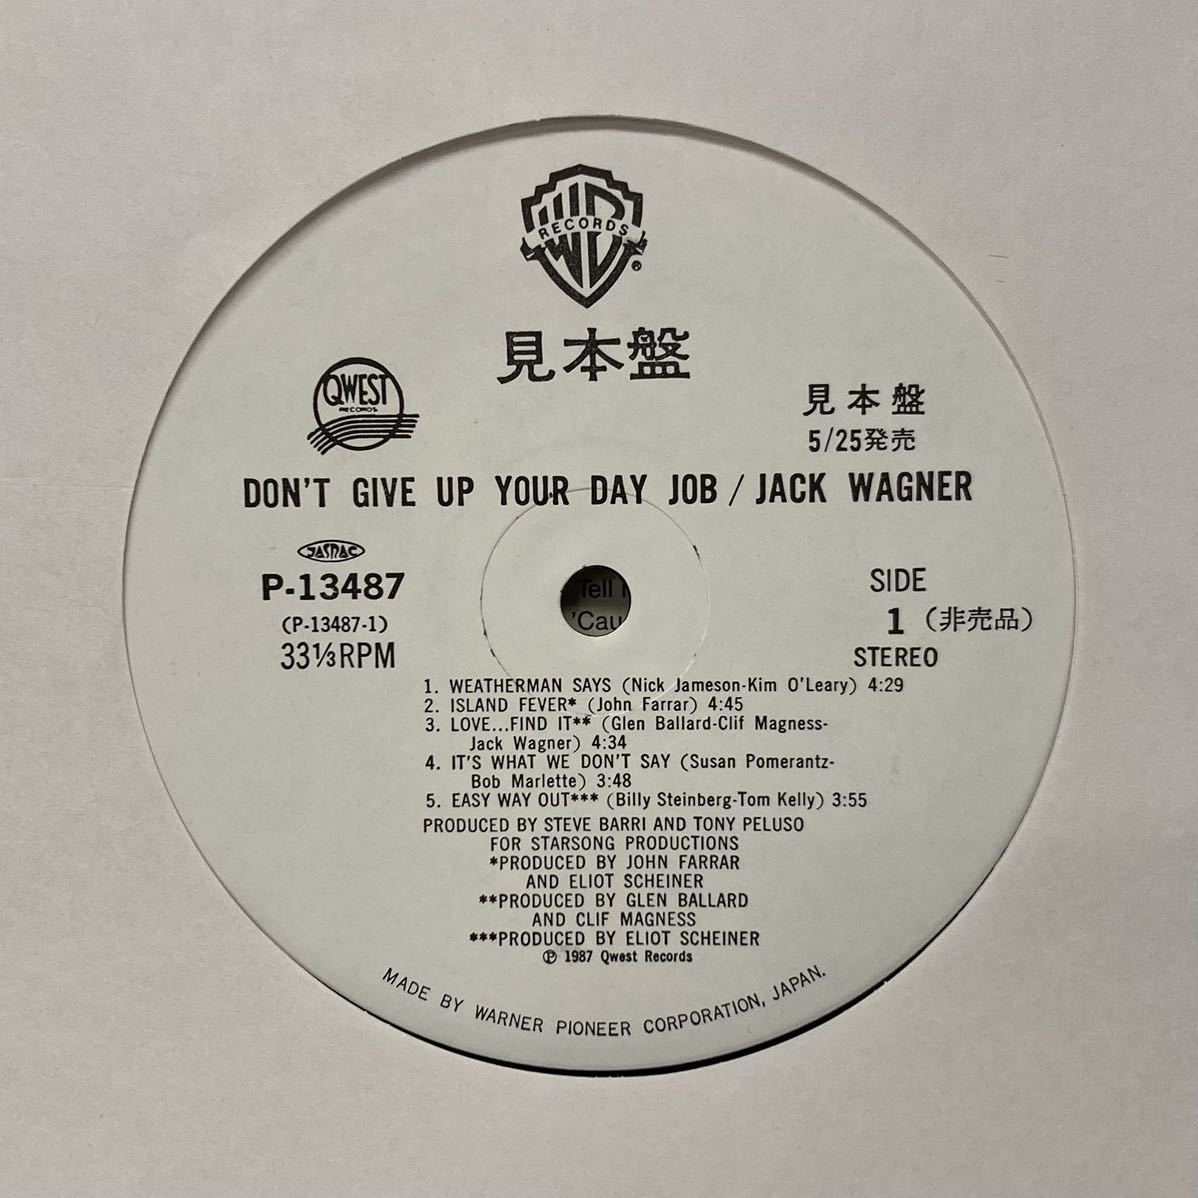 WB
RECORDS
®
見本盤
QWEST
RECORDS
見本盤
5/25発売
DON'T GIVE UP YOUR DAY JOB / JACK WAGNER
JASRAC
P-13487
(P-13487-1)
33⅓RPM
SIDE
1 (非売品)
STEREO
Tell
'Cau
1. WEATHERMAN SAYS (Nick Jameson-Kim O'Leary) 4:29
2. ISLAND FEVER* (John Farrar) 4:45
3. LOVE...FIND IT** (Glen Ballard-Clif Magness-
Jack Wagner) 4:34
4. IT'S WHAT WE DON'T SAY (Susan Pomerantz-
Bob Marlette) 3:48
5. EASY WAY OUT*** (Billy Steinberg-Tom Kelly) 3:55
PRODUCED BY STEVE BARRI AND TONY PELUSO
FOR STARSONG PRODUCTIONS
*PRODUCED BY JOHN FARRAR
AND ELIOT SCHEINER
**PRODUCED BY GLEN BALLARD
AND CLIF MAGNESS
***PRODUCED BY ELIOT SCHEINER
℗ 1987 Qwest Records
MADE BY WARNER PIONEER CORPORATION, JAPAN.